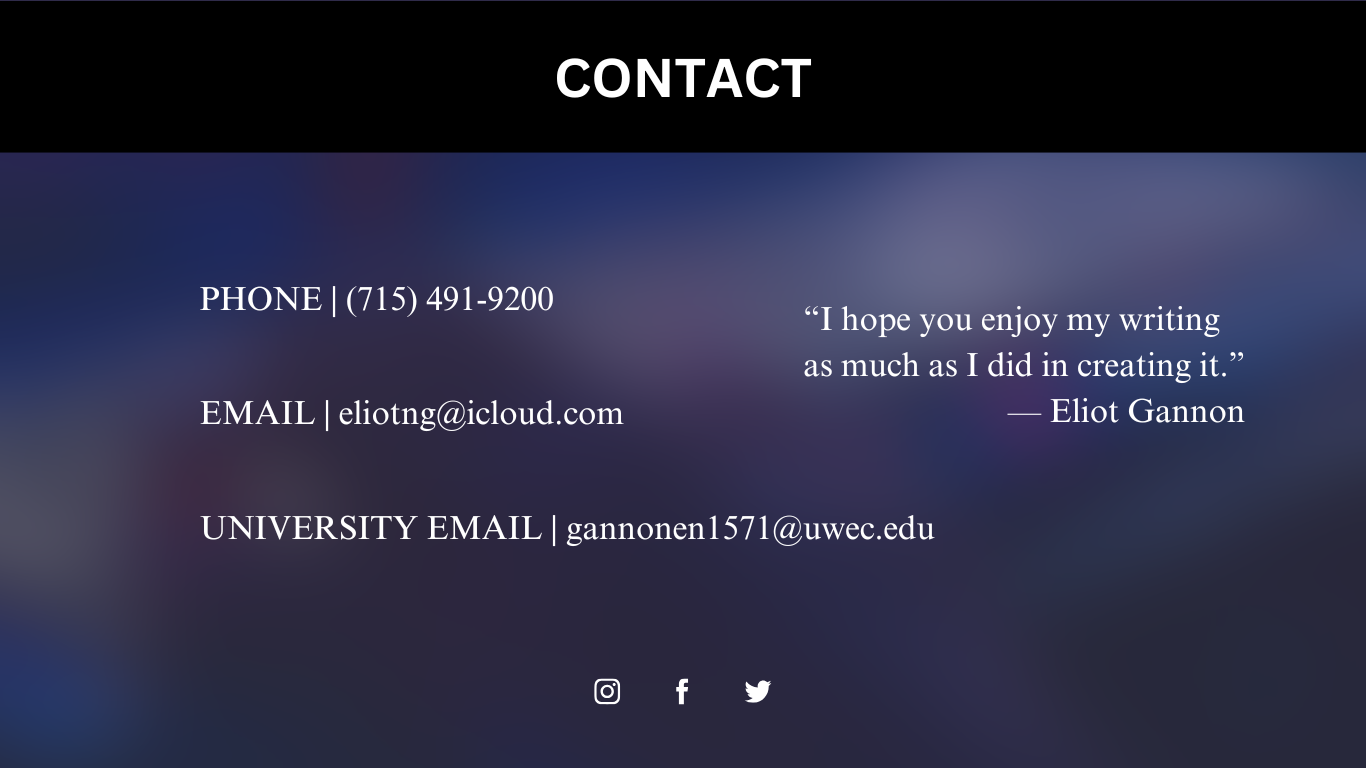 CONTACT
PHONE | (715) 491-9200
EMAIL | eliotng@icloud.com
UNIVERSITY EMAIL | gannonen1571@uwec.edu
“I hope you enjoy my writing
as much as I did in creating it.”
— Eliot Gannon